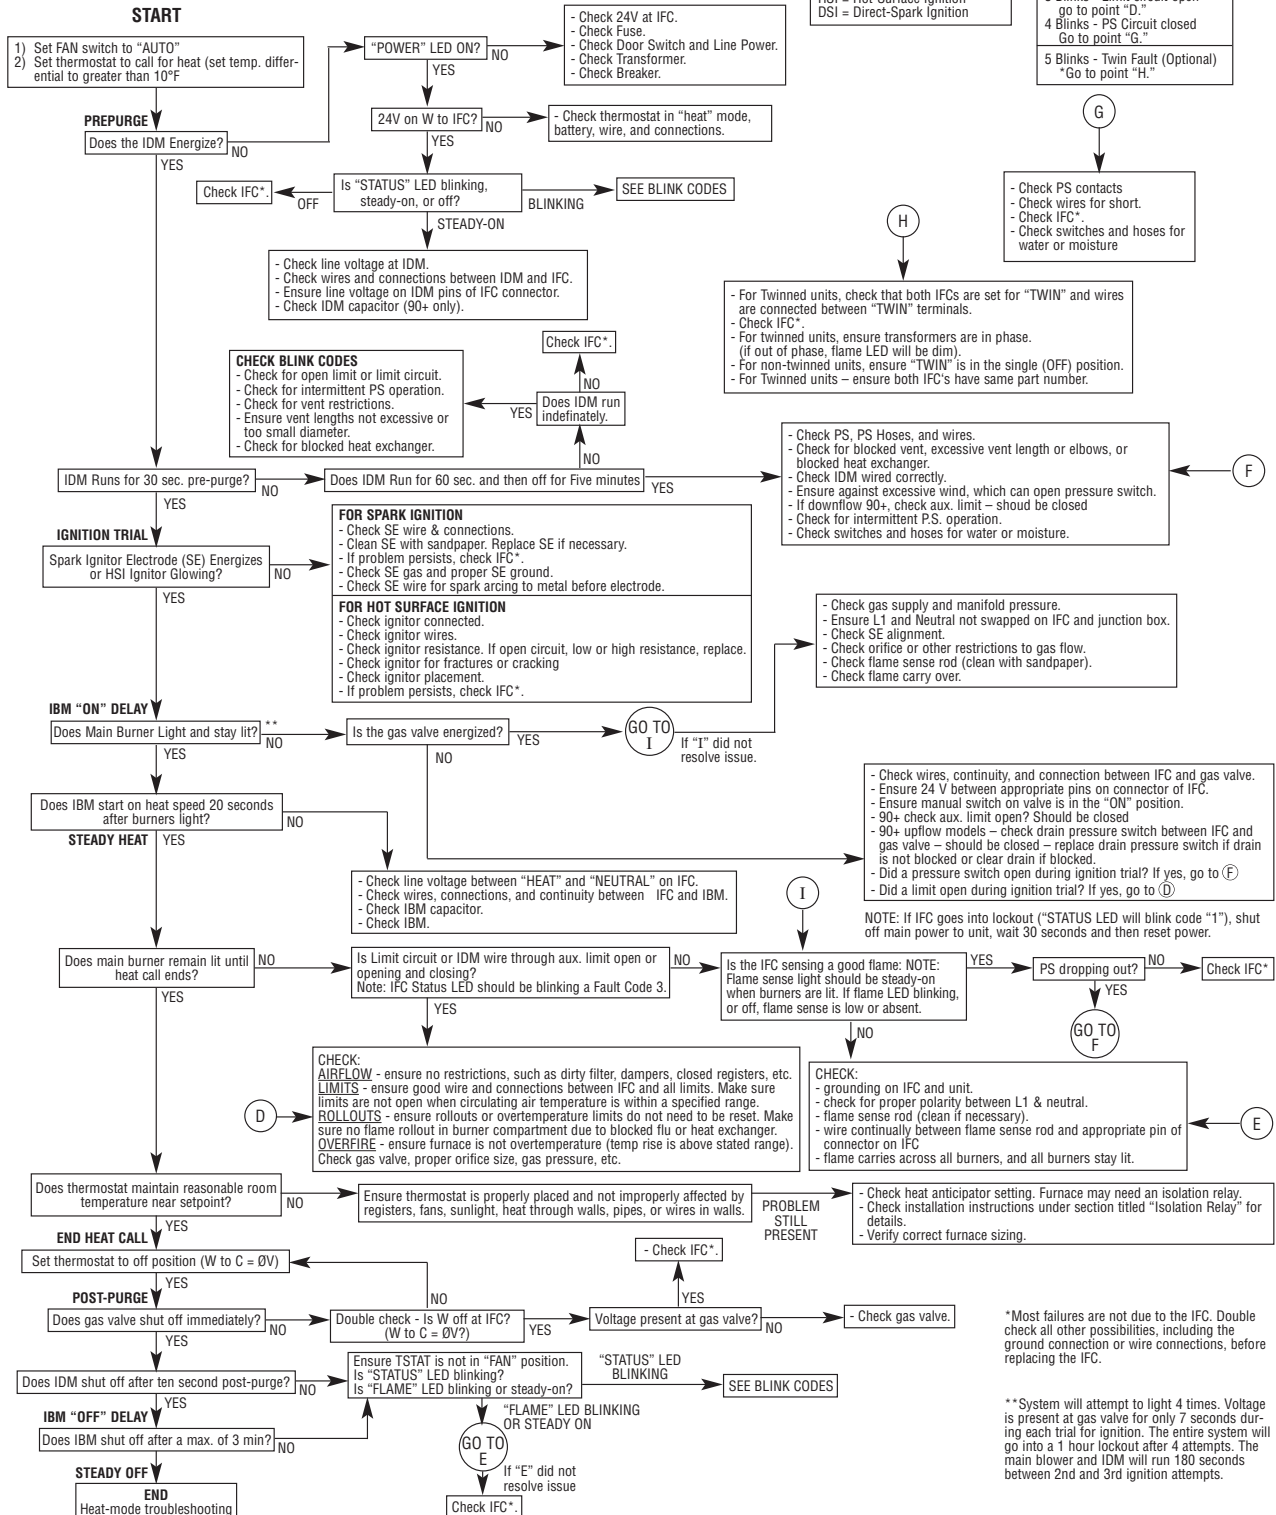 START
1) Set FAN switch to “AUTO”
2) Set thermostat to call for heat (set temp. differ-
ential to greater than 10°F
“POWER” LED ON?
NO
YES
- Check 24V at IFC.
- Check Fuse.
- Check Door Switch and Line Power.
- Check Transformer.
- Check Breaker.
DSI = Direct-Spark Ignition
go to point “D.”
4 Blinks - PS Circuit closed
Go to point “G.”
5 Blinks - Twin Fault (Optional)
*Go to point “H.”
PREPURGE
Does the IDM Energize?
NO
YES
24V on W to IFC?
NO
YES
- Check thermostat in “heat” mode,
battery, wire, and connections.
G
- Check PS contacts
- Check wires for short.
- Check IFC*.
- Check switches and hoses for
water or moisture
Check IFC*.
OFF
Is “STATUS” LED blinking,
steady-on, or off?
BLINKING
SEE BLINK CODES
STEADY-ON
- Check line voltage at IDM.
- Check wires and connections between IDM and IFC.
- Ensure line voltage on IDM pins of IFC connector.
- Check IDM capacitor (90+ only).
H
- For Twinned units, check that both IFCs are set for “TWIN” and wires
are connected between “TWIN” terminals.
- Check IFC*.
- For twinned units, ensure transformers are in phase.
(if out of phase, flame LED will be dim).
- For non-twinned units, ensure “TWIN” is in the single (OFF) position.
- For Twinned units – ensure both IFC‘s have same part number.
Check IFC*.
NO
CHECK BLINK CODES
- Check for open limit or limit circuit.
- Check for intermittent PS operation.
- Check for vent restrictions.
- Ensure vent lengths not excessive or
too small diameter.
- Check for blocked heat exchanger.
YES
Does IDM run
indefinately.
NO
IDM Runs for 30 sec. pre-purge?
NO
YES
Does IDM Run for 60 sec. and then off for Five minutes
YES
- Check PS, PS Hoses, and wires.
- Check for blocked vent, excessive vent length or elbows, or
blocked heat exchanger.
- Check IDM wired correctly.
- Ensure against excessive wind, which can open pressure switch.
- If downflow 90+, check aux. limit – shoud be closed
- Check for intermittent P.S. operation.
- Check switches and hoses for water or moisture.
F
IGNITION TRIAL
Spark Ignitor Electrode (SE) Energizes
or HSI Ignitor Glowing?
NO
YES
FOR SPARK IGNITION
- Check SE wire & connections.
- Clean SE with sandpaper. Replace SE if necessary.
- If problem persists, check IFC*.
- Check SE gas and proper SE ground.
- Check SE wire for spark arcing to metal before electrode.
FOR HOT SURFACE IGNITION
- Check ignitor connected.
- Check ignitor wires.
- Check ignitor resistance. If open circuit, low or high resistance, replace.
- Check ignitor for fractures or cracking
- Check ignitor placement.
- If problem persists, check IFC*.
- Check gas supply and manifold pressure.
- Ensure L1 and Neutral not swapped on IFC and junction box.
- Check SE alignment.
- Check orifice or other restrictions to gas flow.
- Check flame sense rod (clean with sandpaper).
- Check flame carry over.
IBM “ON” DELAY
Does Main Burner Light and stay lit?
**
NO
YES
Is the gas valve energized?
YES
NO
GO TO
I
If “I” did not
resolve issue.
- Check wires, continuity, and connection between IFC and gas valve.
- Ensure 24 V between appropriate pins on connector of IFC.
- Ensure manual switch on valve is in the “ON” position.
- 90+ check aux. limit open? Should be closed
- 90+ upflow models – check drain pressure switch between IFC and
gas valve – should be closed – replace drain pressure switch if drain
is not blocked or clear drain if blocked.
- Did a pressure switch open during ignition trial? If yes, go to F
- Did a limit open during ignition trial? If yes, go to D
Does IBM start on heat speed 20 seconds
after burners light?
NO
STEADY HEAT
YES
- Check line voltage between “HEAT” and “NEUTRAL” on IFC.
- Check wires, connections, and continuity between IFC and IBM.
- Check IBM capacitor.
- Check IBM.
I
NOTE: If IFC goes into lockout (“STATUS LED will blink code “1”), shut
off main power to unit, wait 30 seconds and then reset power.
Does main burner remain lit until
heat call ends?
NO
YES
Is Limit circuit or IDM wire through aux. limit open or
opening and closing?
Note: IFC Status LED should be blinking a Fault Code 3.
NO
YES
Is the IFC sensing a good flame: NOTE:
Flame sense light should be steady-on
when burners are lit. If flame LED blinking,
or off, flame sense is low or absent.
YES
NO
PS dropping out?
NO
YES
Check IFC*
GO TO
F
D
CHECK:
AIRFLOW - ensure no restrictions, such as dirty filter, dampers, closed registers, etc.
LIMITS - ensure good wire and connections between IFC and all limits. Make sure
limits are not open when circulating air temperature is within a specified range.
ROLLOUTS - ensure rollouts or overtemperature limits do not need to be reset. Make
sure no flame rollout in burner compartment due to blocked flu or heat exchanger.
OVERFIRE - ensure furnace is not overtemperature (temp rise is above stated range).
Check gas valve, proper orifice size, gas pressure, etc.
CHECK:
- grounding on IFC and unit.
- check for proper polarity between L1 & neutral.
- flame sense rod (clean if necessary).
- wire continually between flame sense rod and appropriate pin of
connector on IFC
- flame carries across all burners, and all burners stay lit.
E
Does thermostat maintain reasonable room
temperature near setpoint?
NO
Ensure thermostat is properly placed and not improperly affected by
registers, fans, sunlight, heat through walls, pipes, or wires in walls.
PROBLEM
STILL
PRESENT
- Check heat anticipator setting. Furnace may need an isolation relay.
- Check installation instructions under section titled “Isolation Relay” for
details.
- Verify correct furnace sizing.
END HEAT CALL
Set thermostat to off position (W to C = ØV)
YES
NO
- Check IFC*.
YES
POST-PURGE
Does gas valve shut off immediately?
NO
YES
Double check - Is W off at IFC?
(W to C = ØV?)
YES
Voltage present at gas valve?
NO
- Check gas valve.
*Most failures are not due to the IFC. Double
check all other possibilities, including the
ground connection or wire connections, before
replacing the IFC.
Does IDM shut off after ten second post-purge?
NO
YES
Ensure TSTAT is not in “FAN” position.
Is “STATUS” LED blinking?
Is “FLAME” LED blinking or steady-on?
“STATUS” LED
BLINKING
SEE BLINK CODES
“FLAME” LED BLINKING
OR STEADY ON
IBM “OFF” DELAY
Does IBM shut off after a max. of 3 min?
NO
GO TO
E
If “E” did not
resolve issue
Check IFC*.
STEADY OFF
END
Heat-mode troubleshooting
**System will attempt to light 4 times. Voltage
is present at gas valve for only 7 seconds dur-
ing each trial for ignition. The entire system will
go into a 1 hour lockout after 4 attempts. The
main blower and IDM will run 180 seconds
between 2nd and 3rd ignition attempts.